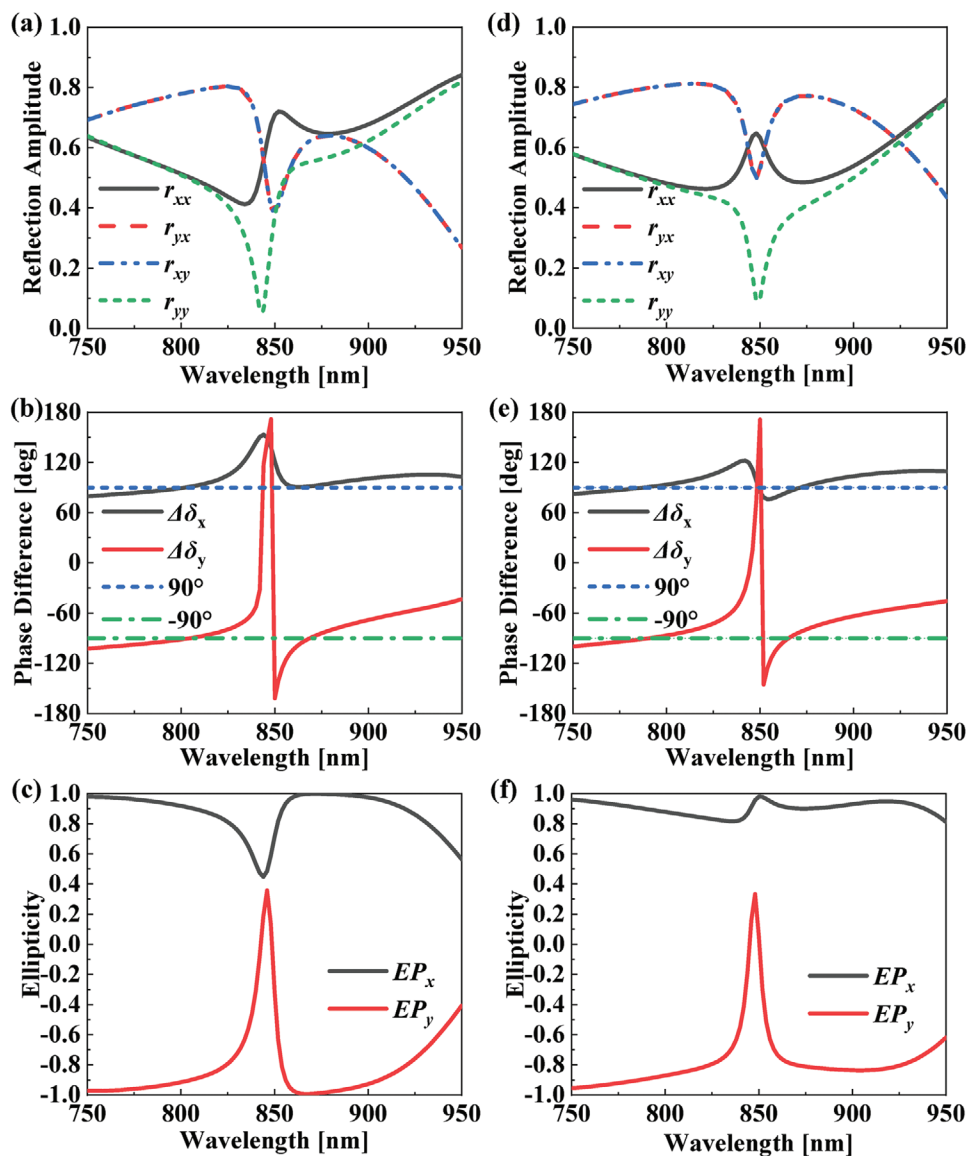 (a)
1.0
0.8
0.6
0.4
0.2
0.0
Reflection Amplitude
r_xx
r_yx
r_xy
r_yy
750 800 850 900 950
Wavelength [nm]
(d)
1.0
0.8
0.6
0.4
0.2
0.0
Reflection Amplitude
r_xx
r_yx
r_xy
r_yy
750 800 850 900 950
Wavelength [nm]
(b)
180
120
60
0
-60
-120
-180
Phase Difference [deg]
Δδ_x
Δδ_y
90°
-90°
750 800 850 900 950
Wavelength [nm]
(e)
180
120
60
0
-60
-120
-180
Phase Difference [deg]
Δδ_x
Δδ_y
90°
-90°
750 800 850 900 950
Wavelength [nm]
(c)
1.0
0.8
0.6
0.4
0.2
0.0
-0.2
-0.4
-0.6
-0.8
-1.0
Ellipticity
EP_x
EP_y
750 800 850 900 950
Wavelength [nm]
(f)
1.0
0.8
0.6
0.4
0.2
0.0
-0.2
-0.4
-0.6
-0.8
-1.0
Ellipticity
EP_x
EP_y
750 800 850 900 950
Wavelength [nm]